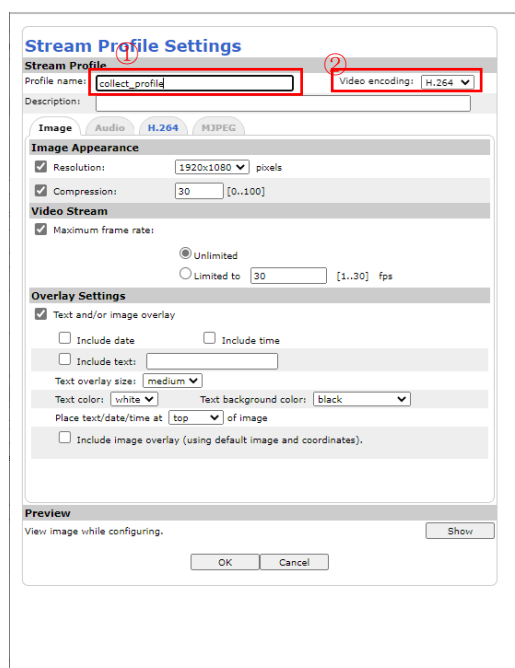 Stream Profile Settings
①
②
Stream Profile
Profile name: collect_profile Video encoding: H.264
Description:
Image Audio H.264 MJPEG
Image Appearance
Resolution: 1920x1080 pixels
Compression: 30 [0..100]
Video Stream
Maximum frame rate:
Unlimited
Limited to 30 [1..30] fps
Overlay Settings
Text and/or image overlay
Include date Include time
Include text:
Text overlay size: medium
Text color: white Text background color: black
Place text/date/time at top of image
Include image overlay (using default image and coordinates).
Preview
View image while configuring. Show
OK Cancel